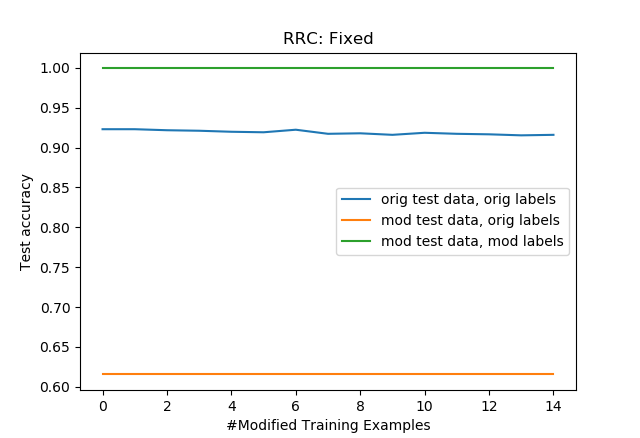 RRC: Fixed
1.00
0.95
0.90
0.85
0.80
0.75
0.70
0.65
0.60
Test accuracy
orig test data, orig labels
mod test data, orig labels
mod test data, mod labels
0 2 4 6 8 10 12 14
#Modified Training Examples